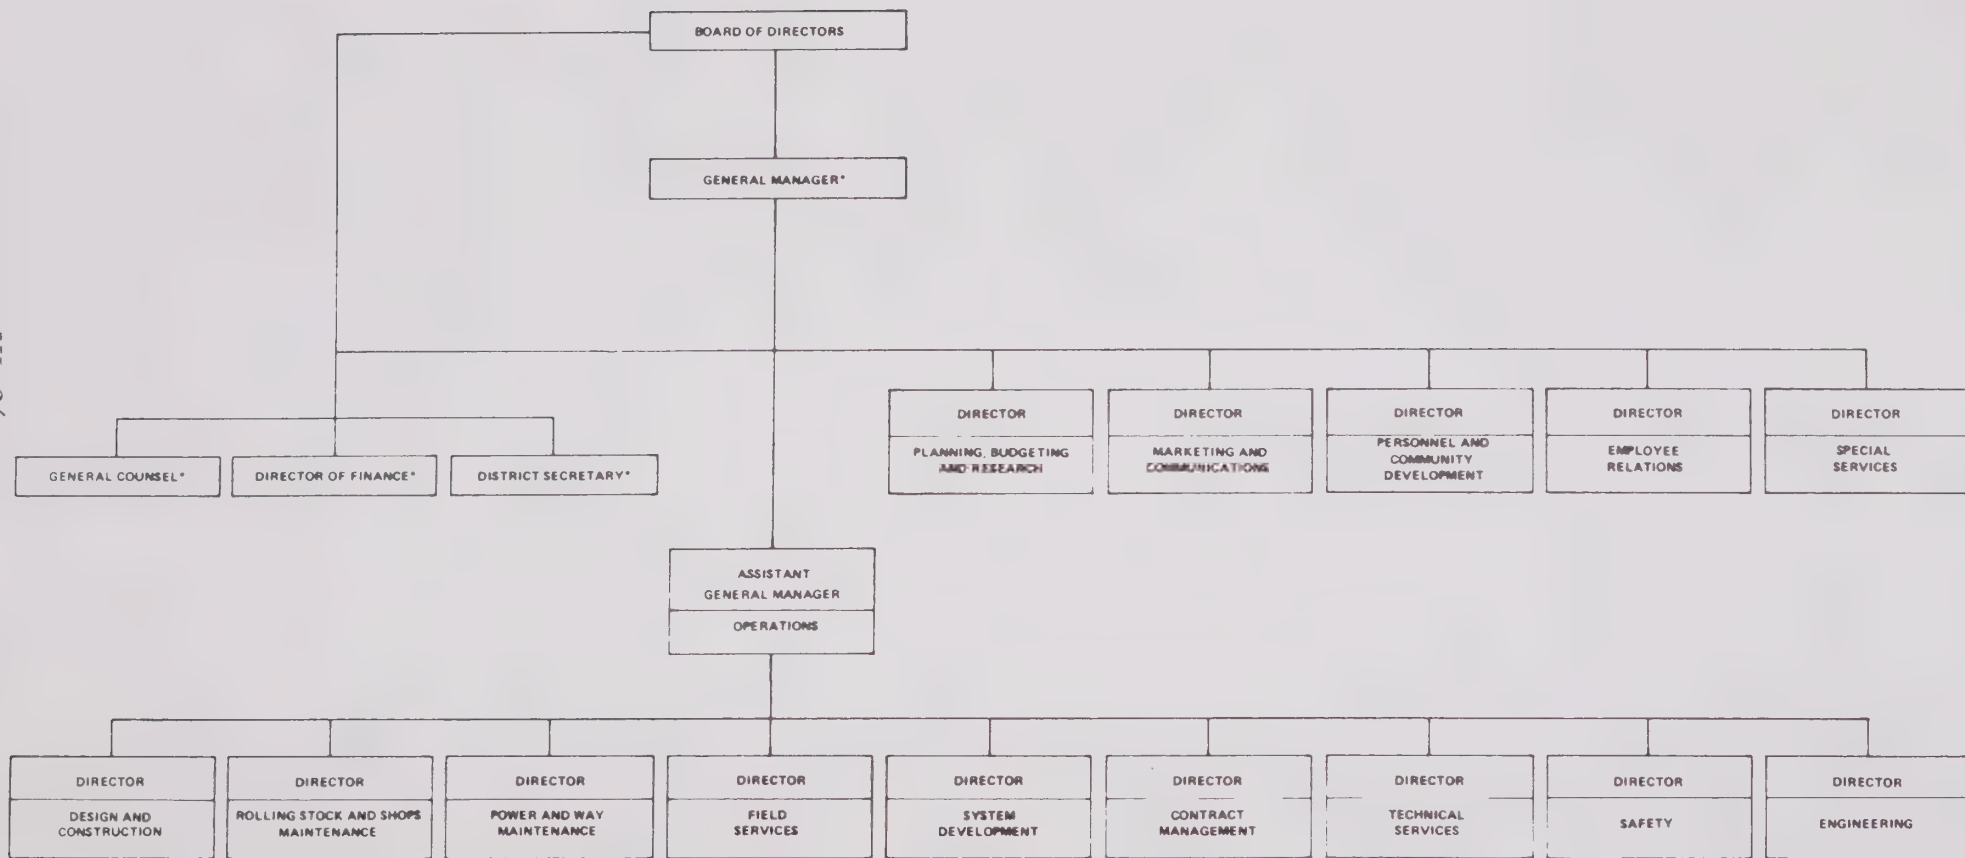 BOARD OF DIRECTORS
GENERAL MANAGER*
DIRECTOR
PLANNING, BUDGETING
AND RESEARCH
DIRECTOR
MARKETING AND
COMMUNICATIONS
DIRECTOR
PERSONNEL AND
COMMUNITY
DEVELOPMENT
DIRECTOR
EMPLOYEE
RELATIONS
DIRECTOR
SPECIAL
SERVICES
GENERAL COUNSEL*
DIRECTOR OF FINANCE*
DISTRICT SECRETARY*
ASSISTANT
GENERAL MANAGER
OPERATIONS
DIRECTOR
DESIGN AND
CONSTRUCTION
DIRECTOR
ROLLING STOCK AND SHOPS
MAINTENANCE
DIRECTOR
POWER AND WAY
MAINTENANCE
DIRECTOR
FIELD
SERVICES
DIRECTOR
SYSTEM
DEVELOPMENT
DIRECTOR
CONTRACT
MANAGEMENT
DIRECTOR
TECHNICAL
SERVICES
DIRECTOR
SAFETY
DIRECTOR
ENGINEERING